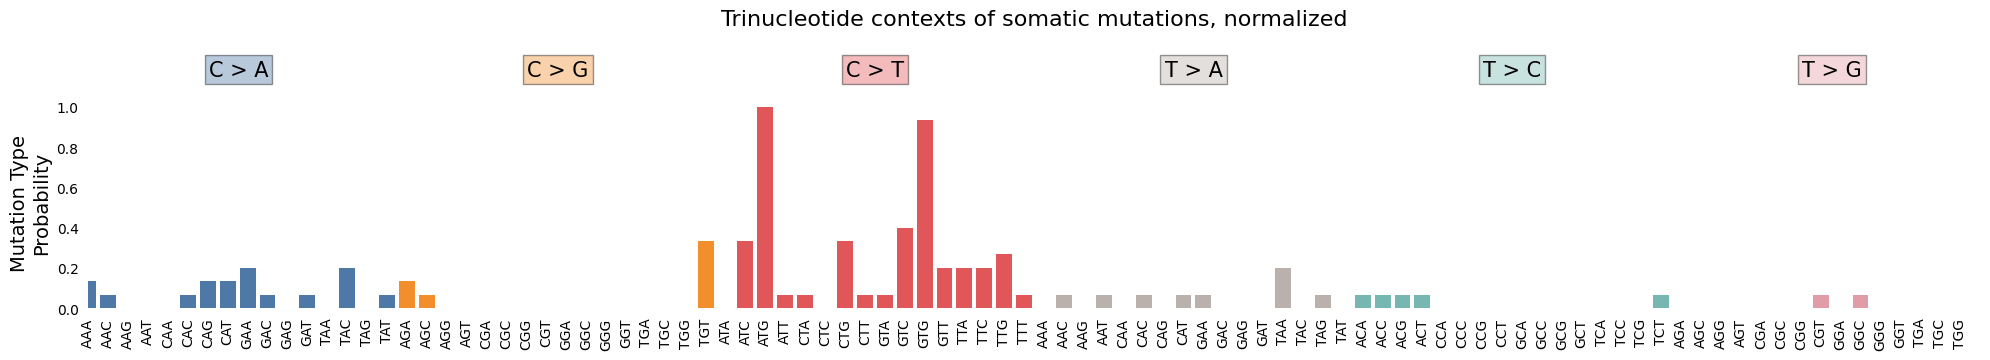 Trinucleotide contexts of somatic mutations, normalized
C > A
C > G
C > T
T > A
T > C
T > G
Mutation Type
Probability
1.0
0.8
0.6
0.4
0.2
0.0
AAA
AAC
AAG
AAT
CAA
CAC
CAG
CAT
GAA
GAC
GAG
GAT
TAA
TAC
TAG
TAT
AGA
AGC
AGG
AGT
CGA
CGC
CGG
CGT
GGA
GGC
GGG
GGT
TGA
TGC
TGG
TGT
ATA
ATC
ATG
ATT
CTA
CTC
CTG
CTT
GTA
GTC
GTG
GTT
TTA
TTC
TTG
TTT
AAA
AAC
AAG
AAT
CAA
CAC
CAG
CAT
GAA
GAC
GAG
GAT
TAA
TAC
TAG
TAT
ACA
ACC
ACG
ACT
CCA
CCC
CCG
CCT
GCA
GCC
GCG
GCT
TCA
TCC
TCG
TCT
AGA
AGC
AGG
AGT
CGA
CGC
CGG
CGT
GGA
GGC
GGG
GGT
TGA
TGC
TGG